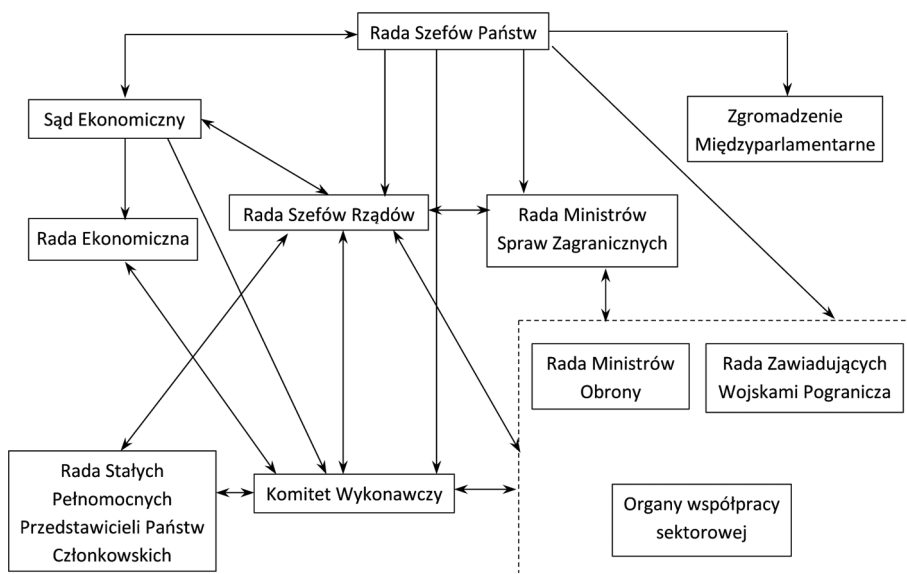 Rada Szefów Państw
Sąd Ekonomiczny
Zgromadzenie
Międzyparlamentarne
Rada Szefów Rządów
Rada Ministrów
Spraw Zagranicznych
Rada Ekonomiczna
Rada Ministrów
Obrony
Rada Zawiadujących
Wojskami Pogranicza
Rada Stałych
Pełnomocnych
Przedstawicieli Państw
Członkowskich
Komitet Wykonawczy
Organy współpracy
sektorowej